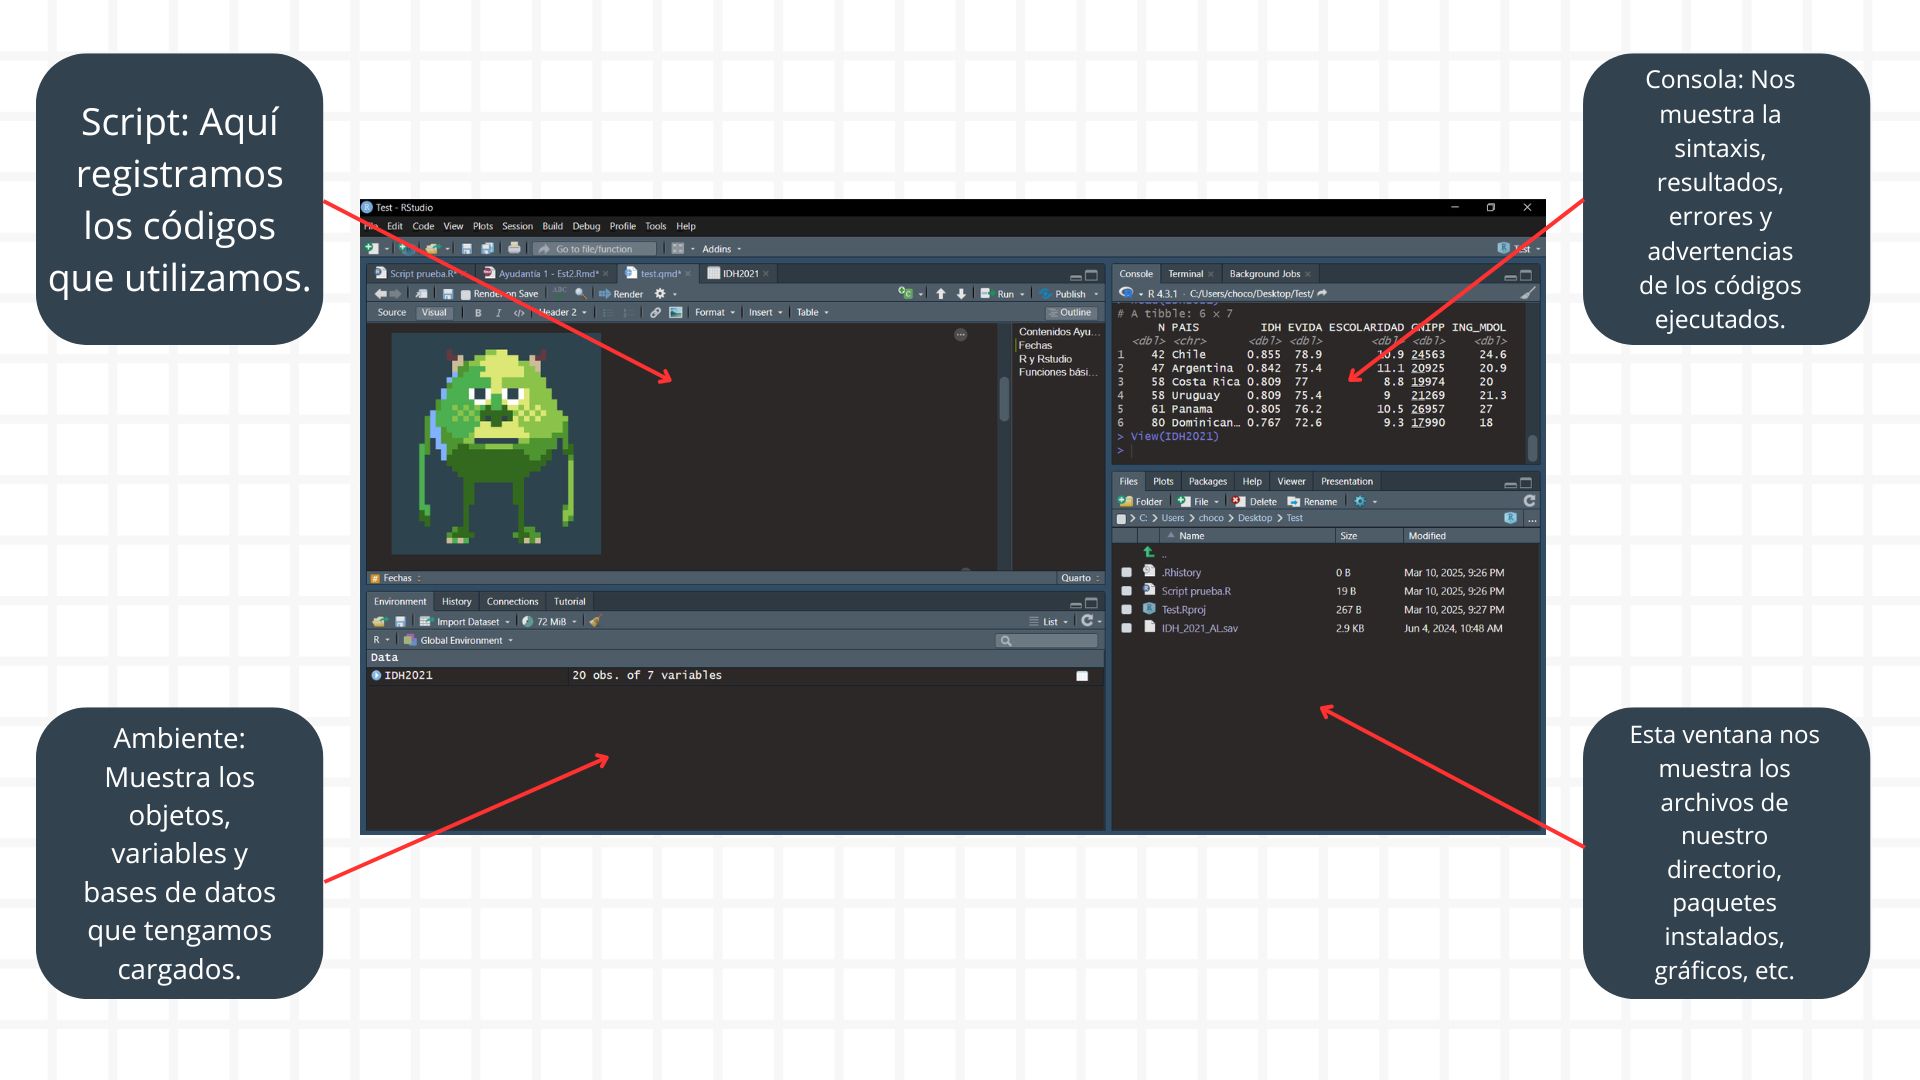 Script: Aquí
registramos
los códigos
que utilizamos.
Consola: Nos
muestra la
sintaxis,
resultados,
errores y
advertencias
de los códigos
ejecutados.
Test - RStudio
Edit Code View Plots Session Build Debug Profile Tools Help
Go to file/function Addins
Script prueba.R* Ayudantía 1 - Est2.Rmd* test.qmd* IDH2021
Render on Save ABC Render Run Publish
Source Visual B I </> Header 2 Format Insert Table Outline
Contenidos Ayu...
Fechas
R y Rstudio
Funciones bási...
# Fechas Quarto
Console Terminal Background Jobs
R 4.3.1 · C:/Users/choco/Desktop/Test/
# A tibble: 6 × 7
N PAIS IDH EVIDA ESCOLARIDAD GNIPP ING_MDOL
<dbl> <chr> <dbl> <dbl> <dbl> <dbl> <dbl>
1 42 Chile 0.855 78.9 10.9 24563 24.6
2 47 Argentina 0.842 75.4 11.1 20925 20.9
3 58 Costa Rica 0.809 77 8.8 19974 20
4 58 Uruguay 0.809 75.4 9 21269 21.3
5 61 Panama 0.805 76.2 10.5 26957 27
6 80 Dominican… 0.767 72.6 9.3 17990 18
> View(IDH2021)
>
Environment History Connections Tutorial
Import Dataset 72 MiB List
R Global Environment
Data
IDH2021 20 obs. of 7 variables
Files Plots Packages Help Viewer Presentation
Folder File Delete Rename
C: > Users > choco > Desktop > Test ...
Name Size Modified
..
.Rhistory 0 B Mar 10, 2025, 9:26 PM
Script prueba.R 19 B Mar 10, 2025, 9:26 PM
Test.Rproj 267 B Mar 10, 2025, 9:27 PM
IDH_2021_AL.sav 2.9 KB Jun 4, 2024, 10:48 AM
Ambiente:
Muestra los
objetos,
variables y
bases de datos
que tengamos
cargados.
Esta ventana nos
muestra los
archivos de
nuestro
directorio,
paquetes
instalados,
gráficos, etc.